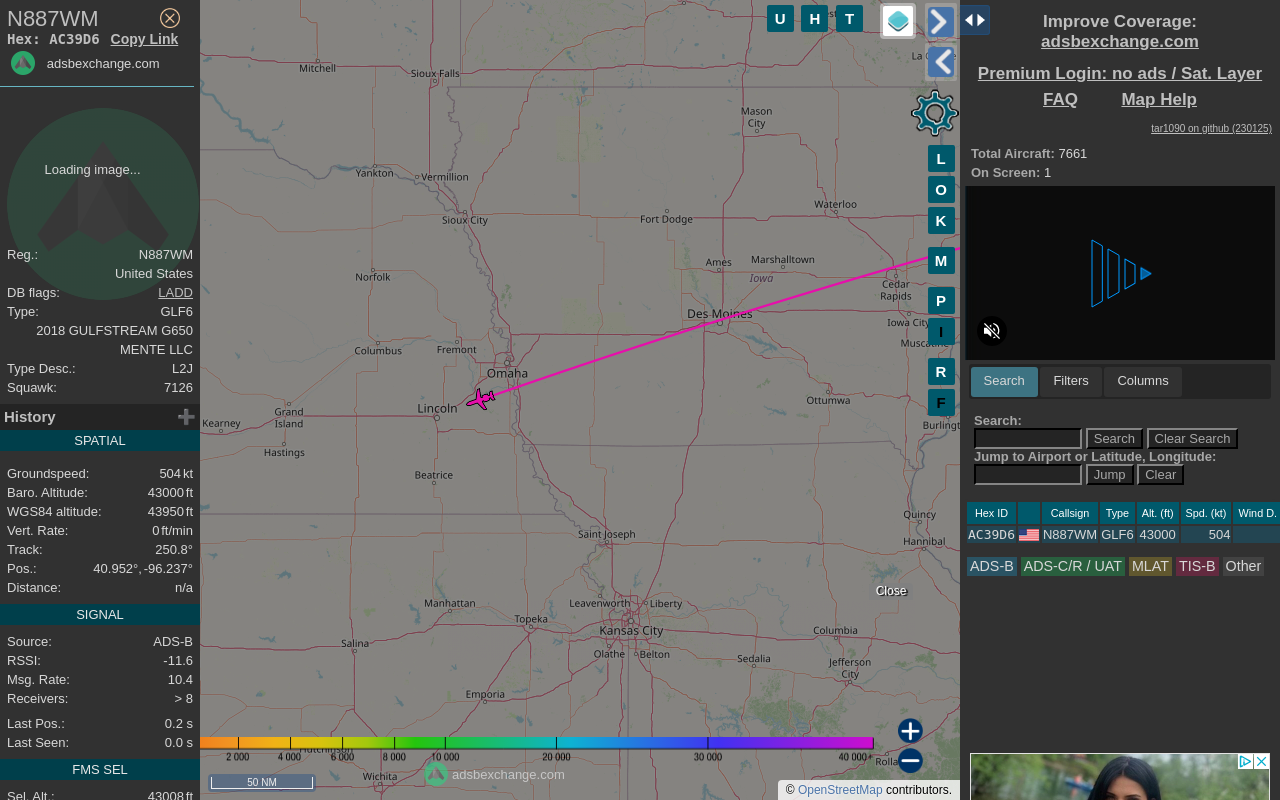 N887WM
Hex: AC39D6 Copy Link
adsbexchange.com
Loading image...
Reg.: N887WM
United States
DB flags: LADD
Type: GLF6
2018 GULFSTREAM G650
MENTE LLC
Type Desc.: L2J
Squawk: 7126
History
SPATIAL
Groundspeed: 504 kt
Baro. Altitude: 43000 ft
WGS84 altitude: 43950 ft
Vert. Rate: 0 ft/min
Track: 250.8°
Pos.: 40.952°, -96.237°
Distance: n/a
SIGNAL
Source: ADS-B
RSSI: -11.6
Msg. Rate: 10.4
Receivers: > 8
Last Pos.: 0.2 s
Last Seen: 0.0 s
FMS SEL
Sel. Alt.: 43008 ft
U H T
L
O
K
M
P
I
R
F
Mitchell
Sioux Falls
Mason
City
Yankton
Vermillion
Waterloo
Sioux City
Fort Dodge
Ames
Marshalltown
Iowa
Norfolk
Cedar
Rapids
Des Moines
Iowa City
Columbus
Fremont
Omaha
Lincoln
Grand
Island
Kearney
Ottumwa
Hastings
Beatrice
Quincy
Saint Joseph
Hannibal
Close
Manhattan
Leavenworth
Liberty
Topeka
Kansas City
Columbia
Salina
Olathe
Belton
Sedalia
Jefferson
City
Emporia
Hutchinson
Wichita
Rolla
2 000 4 000 6 000 8 000 10 000 20 000 30 000 40 000+
50 NM
adsbexchange.com
© OpenStreetMap contributors.
Improve Coverage:
adsbexchange.com
Premium Login: no ads / Sat. Layer
FAQ Map Help
tar1090 on github (230125)
Total Aircraft: 7661
On Screen: 1
Search Filters Columns
Search:
Search Clear Search
Jump to Airport or Latitude, Longitude:
Jump Clear
Hex ID Callsign Type Alt. (ft) Spd. (kt) Wind D.
AC39D6 N887WM GLF6 43000 504
ADS-B ADS-C/R / UAT MLAT TIS-B Other